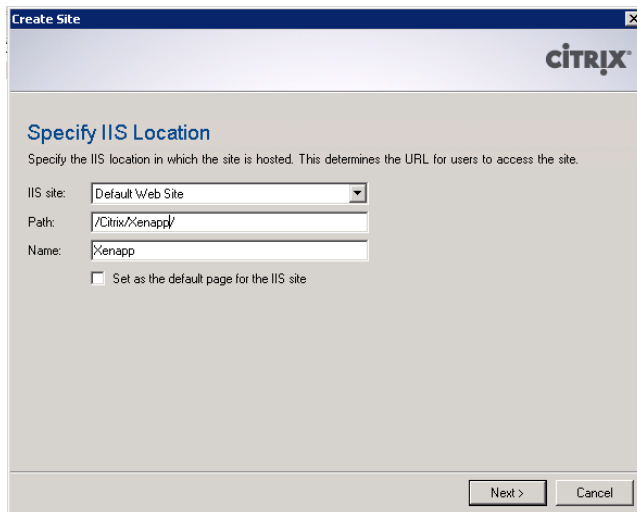 Create Site
CITRIX
Specify IIS Location
Specify the IIS location in which the site is hosted. This determines the URL for users to access the site.
IIS site: Default Web Site
Path: /Citrix/Xenapp/
Name: Xenapp
Set as the default page for the IIS site
Next > Cancel